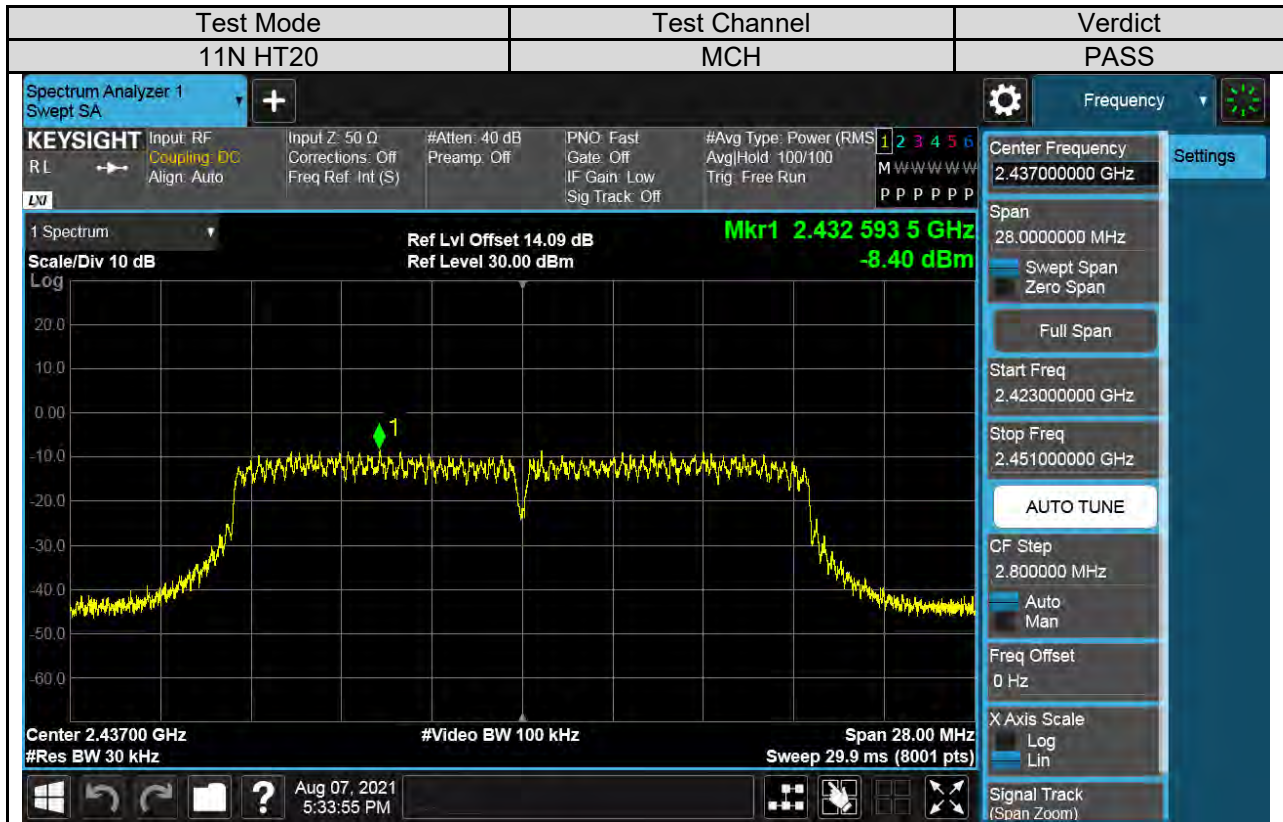 Test Mode Test Channel Verdict
11N HT20 MCH PASS
Spectrum Analyzer 1
Swept SA
+
Frequency
KEYSIGHT
RL
LXI
Input: RF
Coupling: DC
Align: Auto
Input Z: 50 Ω
Corrections: Off
Freq Ref: Int (S)
#Atten: 40 dB
Preamp: Off
PNO: Fast
Gate: Off
IF Gain: Low
Sig Track: Off
#Avg Type: Power (RMS
Avg|Hold: 100/100
Trig: Free Run
1 2 3 4 5 6
M W W W W W
P P P P P P
1 Spectrum
Scale/Div 10 dB
Log
Ref Lvl Offset 14.09 dB
Ref Level 30.00 dBm
Mkr1 2.432 593 5 GHz
-8.40 dBm
20.0
10.0
0.00
-10.0
-20.0
-30.0
-40.0
-50.0
-60.0
1
Center 2.43700 GHz
#Res BW 30 kHz
#Video BW 100 kHz
Span 28.00 MHz
Sweep 29.9 ms (8001 pts)
Center Frequency
2.437000000 GHz
Settings
Span
28.0000000 MHz
Swept Span
Zero Span
Full Span
Start Freq
2.423000000 GHz
Stop Freq
2.451000000 GHz
AUTO TUNE
CF Step
2.800000 MHz
Auto
Man
Freq Offset
0 Hz
X Axis Scale
Log
Lin
Signal Track
(Span Zoom)
?
Aug 07, 2021
5:33:55 PM